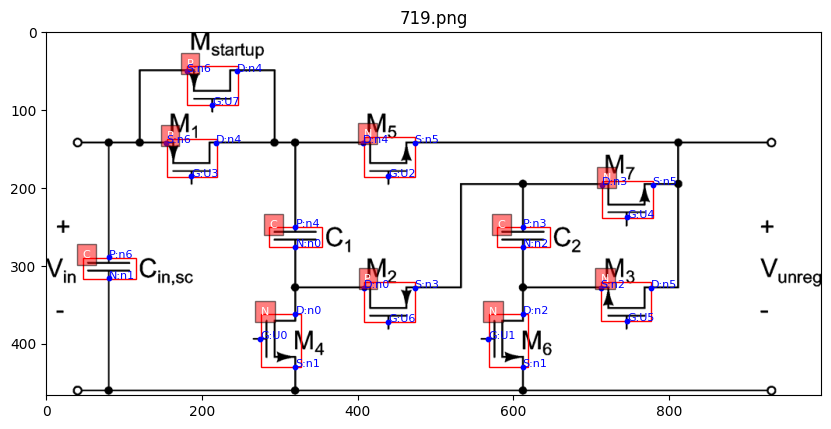 719.png
0
100
200
300
400
0
200
400
600
800
Mstartup
P
S:n6
D:n4
G:U7
M1
P
S:n6
D:n4
G:U3
M5
N
D:n4
S:n5
G:U2
M7
N
D:n3
S:n5
G:U4
+
Vin
-
C
P:n6
N:n1
Cin,sc
C
P:n4
N:n0
C1
C
P:n3
N:n2
C2
M2
P
D:n0
S:n3
G:U6
M3
N
S:n2
D:n5
G:U5
N
D:n0
G:U0
S:n1
M4
N
D:n2
G:U1
S:n1
M6
+
Vunreg
-